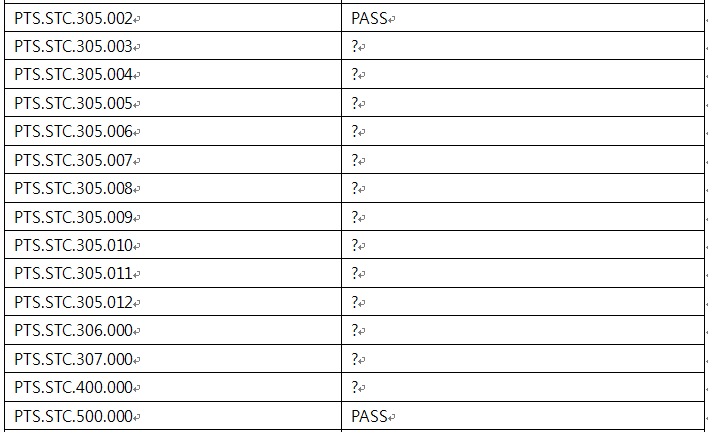 PTS.STC.305.002 PASS
PTS.STC.305.003 ?
PTS.STC.305.004 ?
PTS.STC.305.005 ?
PTS.STC.305.006 ?
PTS.STC.305.007 ?
PTS.STC.305.008 ?
PTS.STC.305.009 ?
PTS.STC.305.010 ?
PTS.STC.305.011 ?
PTS.STC.305.012 ?
PTS.STC.306.000 ?
PTS.STC.307.000 ?
PTS.STC.400.000 ?
PTS.STC.500.000 PASS